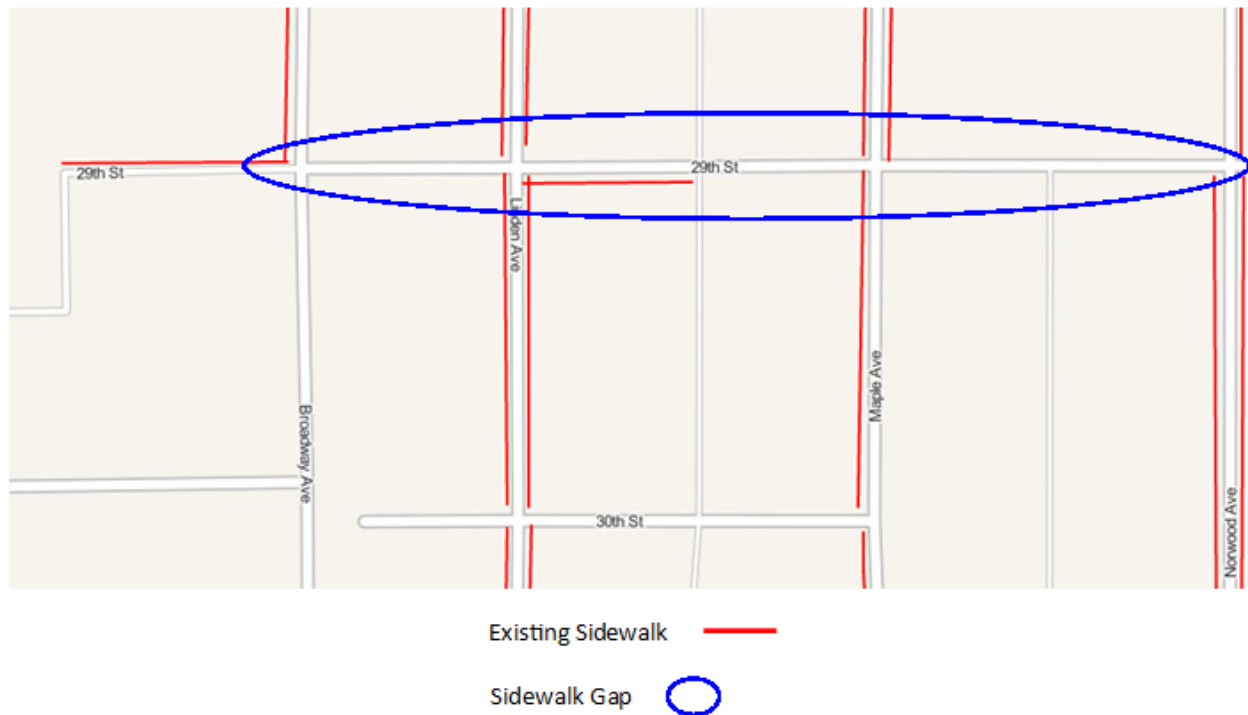 29th St
29th St
Linden Ave
Maple Ave
Broadway Ave
Norwood Ave
30th St
Existing Sidewalk
Sidewalk Gap